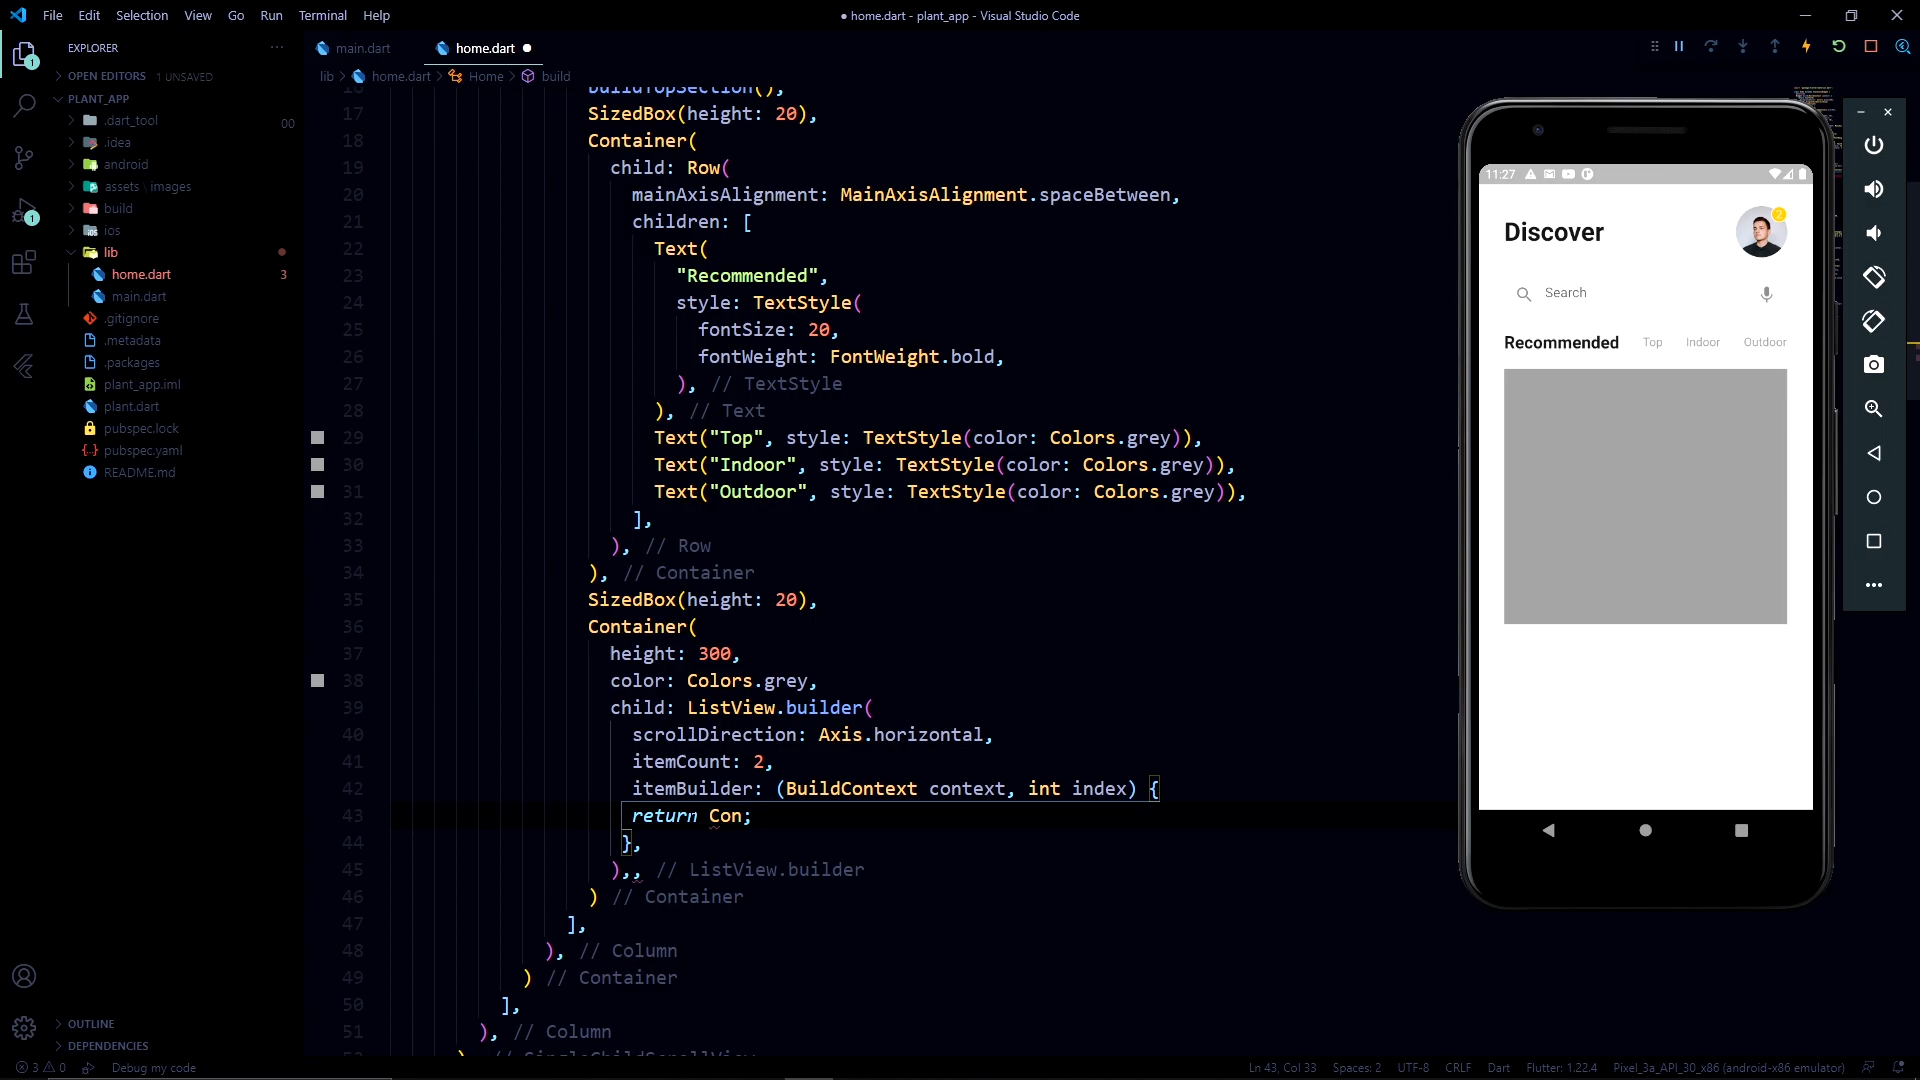 File Edit Selection View Go Run Terminal Help
● home.dart - plant_app - Visual Studio Code
EXPLORER
OPEN EDITORS 1 UNSAVED
PLANT_APP
.dart_tool
.idea
android
assets \ images
build
ios
lib
home.dart 3
main.dart
.gitignore
.metadata
.packages
plant_app.iml
plant.dart
pubspec.lock
pubspec.yaml
README.md
OUTLINE
DEPENDENCIES
main.dart
home.dart
lib > home.dart > Home > build
16 buildTopSection(),
17 SizedBox(height: 20),
18 Container(
19 child: Row(
20 mainAxisAlignment: MainAxisAlignment.spaceBetween,
21 children: [
22 Text(
23 "Recommended",
24 style: TextStyle(
25 fontSize: 20,
26 fontWeight: FontWeight.bold,
27 ), // TextStyle
28 ), // Text
29 Text("Top", style: TextStyle(color: Colors.grey)),
30 Text("Indoor", style: TextStyle(color: Colors.grey)),
31 Text("Outdoor", style: TextStyle(color: Colors.grey)),
32 ],
33 ), // Row
34 ), // Container
35 SizedBox(height: 20),
36 Container(
37 height: 300,
38 color: Colors.grey,
39 child: ListView.builder(
40 scrollDirection: Axis.horizontal,
41 itemCount: 2,
42 itemBuilder: (BuildContext context, int index) {
43 return Con;
44 },
45 ),, // ListView.builder
46 ) // Container
47 ],
48 ), // Column
49 ) // Container
50 ],
51 ), // Column
52 ), // SingleChildScrollView
11:27
Discover
2
Search
Recommended Top Indoor Outdoor
3 0 Debug my code
Ln 43, Col 33 Spaces: 2 UTF-8 CRLF Dart Flutter: 1.22.4 Pixel_3a_API_30_x86 (android-x86 emulator)